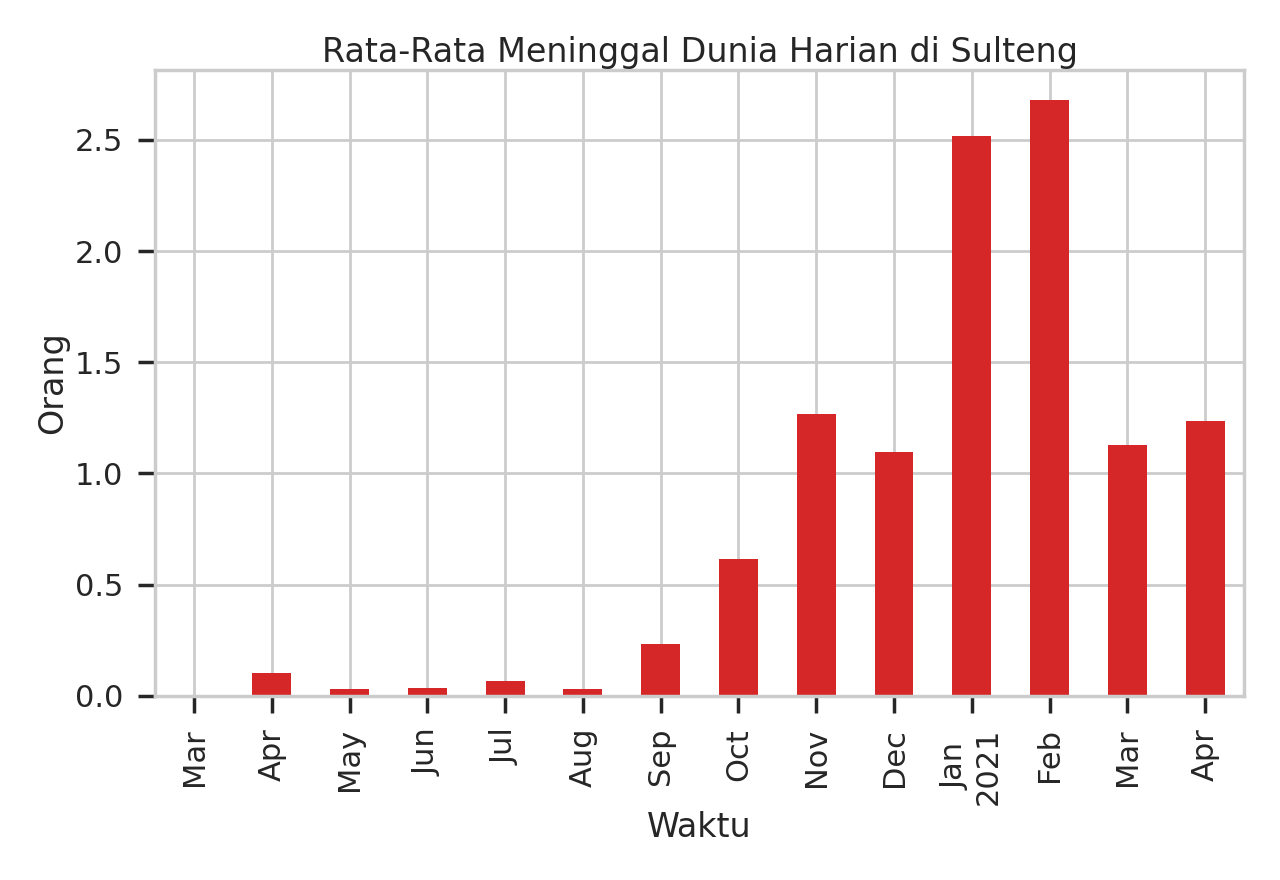 Rata-Rata Meninggal Dunia Harian di Sulteng
Orang
2.5
2.0
1.5
1.0
0.5
0.0
Mar
Apr
May
Jun
Jul
Aug
Sep
Oct
Nov
Dec
Jan
2021
Feb
Mar
Apr
Waktu